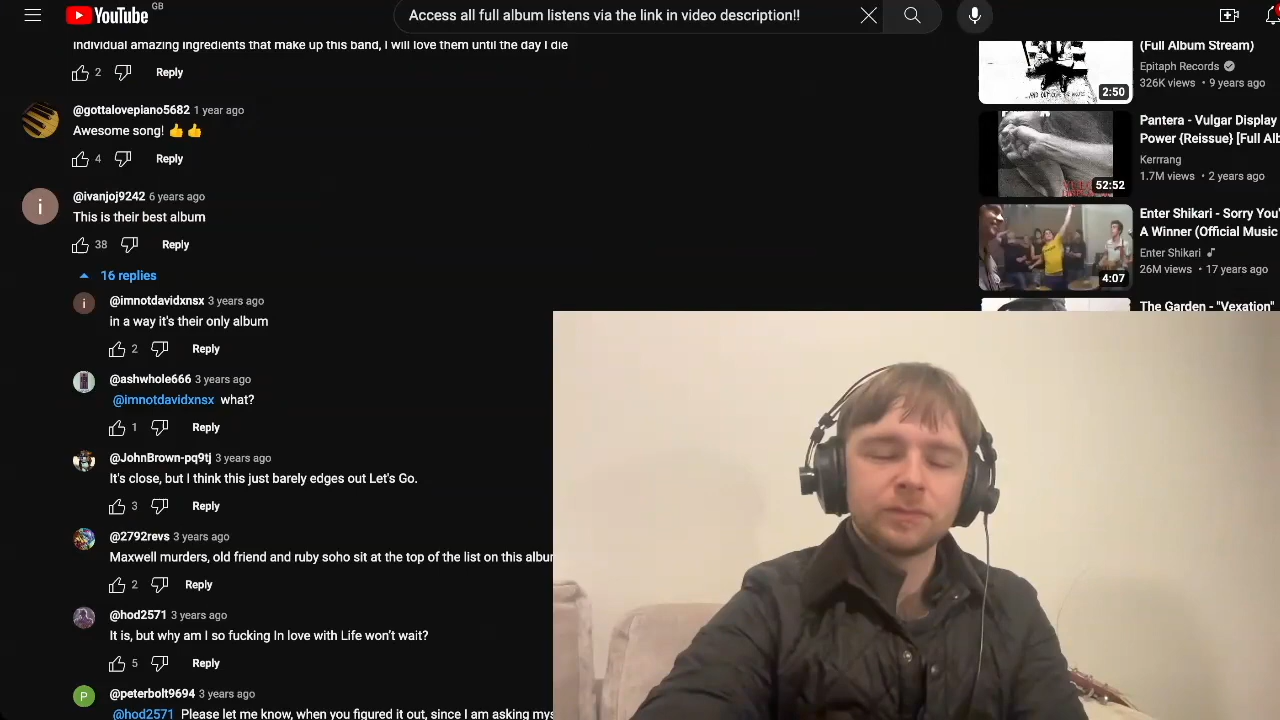 YouTube
GB
Access all full album listens via the link in video description!!
individual amazing ingredients that make up this band, I will love them until the day I die
2
Reply
@gottalovepiano5682 1 year ago
Awesome song! 👍👍
4
Reply
i
@ivanjoj9242 6 years ago
This is their best album
38
Reply
16 replies
i
@imnotdavidxnsx 3 years ago
in a way it's their only album
2
Reply
@ashwhole666 3 years ago
@imnotdavidxnsx what?
1
Reply
@JohnBrown-pq9tj 3 years ago
It's close, but I think this just barely edges out Let's Go.
3
Reply
@2792revs 3 years ago
Maxwell murders, old friend and ruby soho sit at the top of the list on this album
2
Reply
@hod2571 3 years ago
It is, but why am I so fucking In love with Life won't wait?
5
Reply
P
@peterbolt9694 3 years ago
@hod2571 Please let me know, when you figured it out, since I am asking mys
(Full Album Stream)
Epitaph Records
326K views • 9 years ago
2:50
Pantera - Vulgar Display
Power {Reissue} [Full Alb
Kerrrang
1.7M views • 2 years ago
52:52
Enter Shikari - Sorry You'
A Winner (Official Music
Enter Shikari
26M views • 17 years ago
4:07
The Garden - "Vexation"